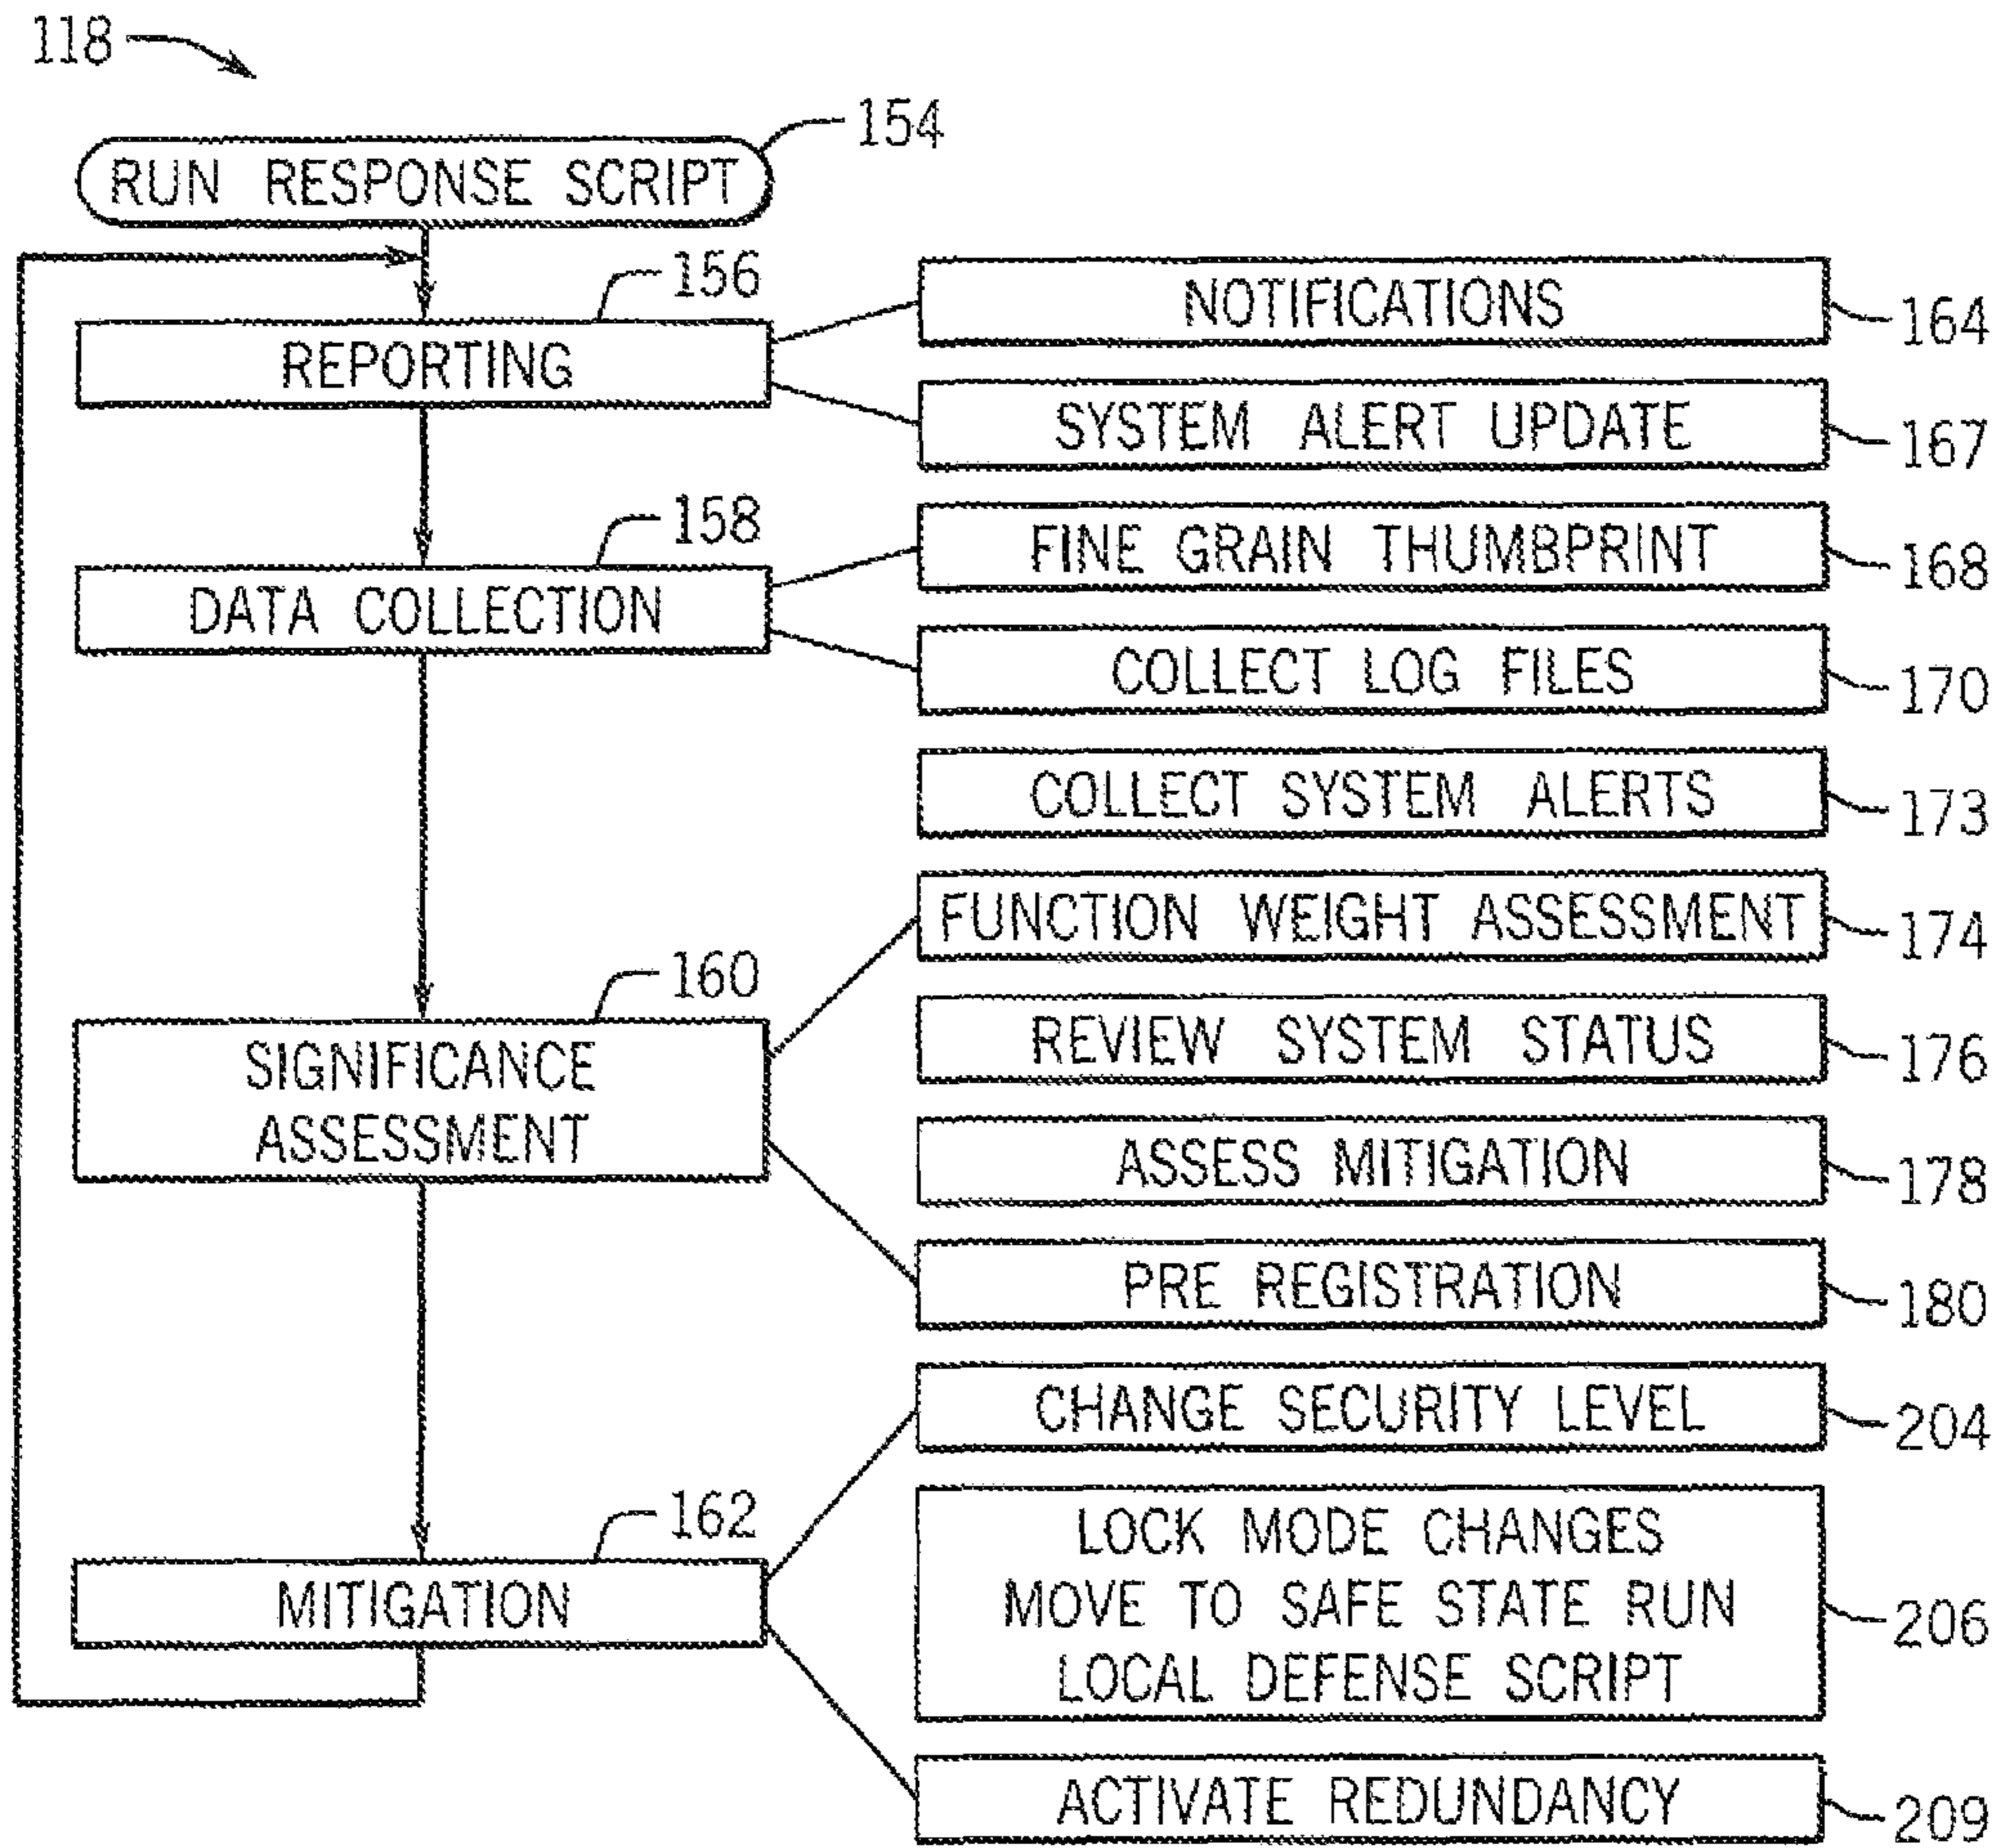 118
154
RUN RESPONSE SCRIPT
156
REPORTING
NOTIFICATIONS
164
SYSTEM ALERT UPDATE
167
158
DATA COLLECTION
FINE GRAIN THUMBPRINT
168
COLLECT LOG FILES
170
COLLECT SYSTEM ALERTS
173
160
SIGNIFICANCE
ASSESSMENT
FUNCTION WEIGHT ASSESSMENT
174
REVIEW SYSTEM STATUS
176
ASSESS MITIGATION
178
PRE REGISTRATION
180
162
MITIGATION
CHANGE SECURITY LEVEL
204
LOCK MODE CHANGES
MOVE TO SAFE STATE RUN
LOCAL DEFENSE SCRIPT
206
ACTIVATE REDUNDANCY
209